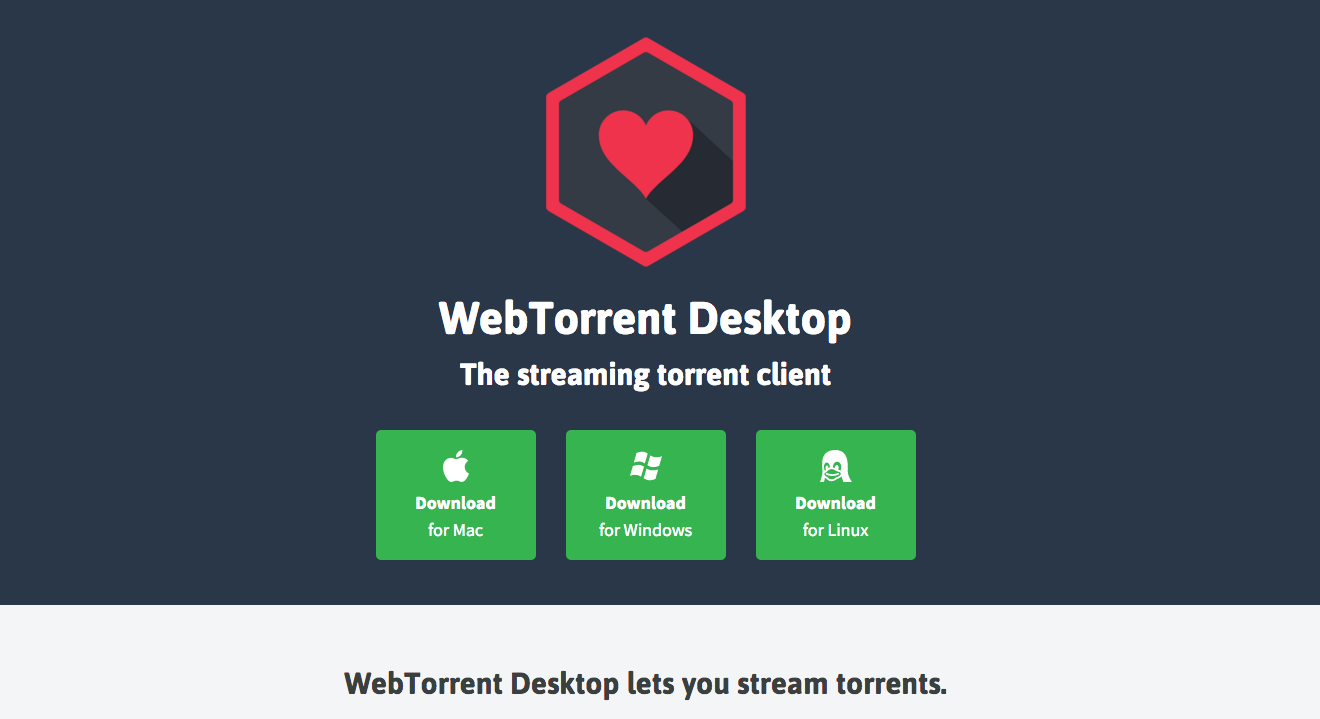 WebTorrent Desktop
The streaming torrent client
Download
for Mac
Download
for Windows
Download
for Linux
WebTorrent Desktop lets you stream torrents.